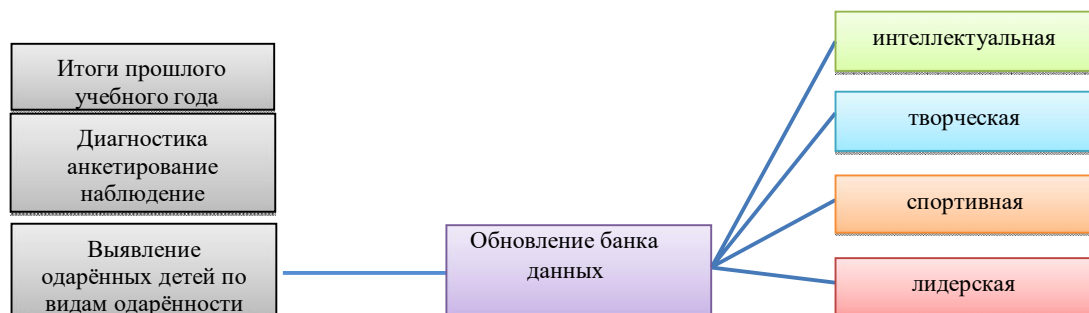 Итоги прошлого
учебного года
Диагностика
анкетирование
наблюдение
Выявление
одарённых детей по
видам одарённости
Обновление банка
данных
интеллектуальная
творческая
спортивная
лидерская